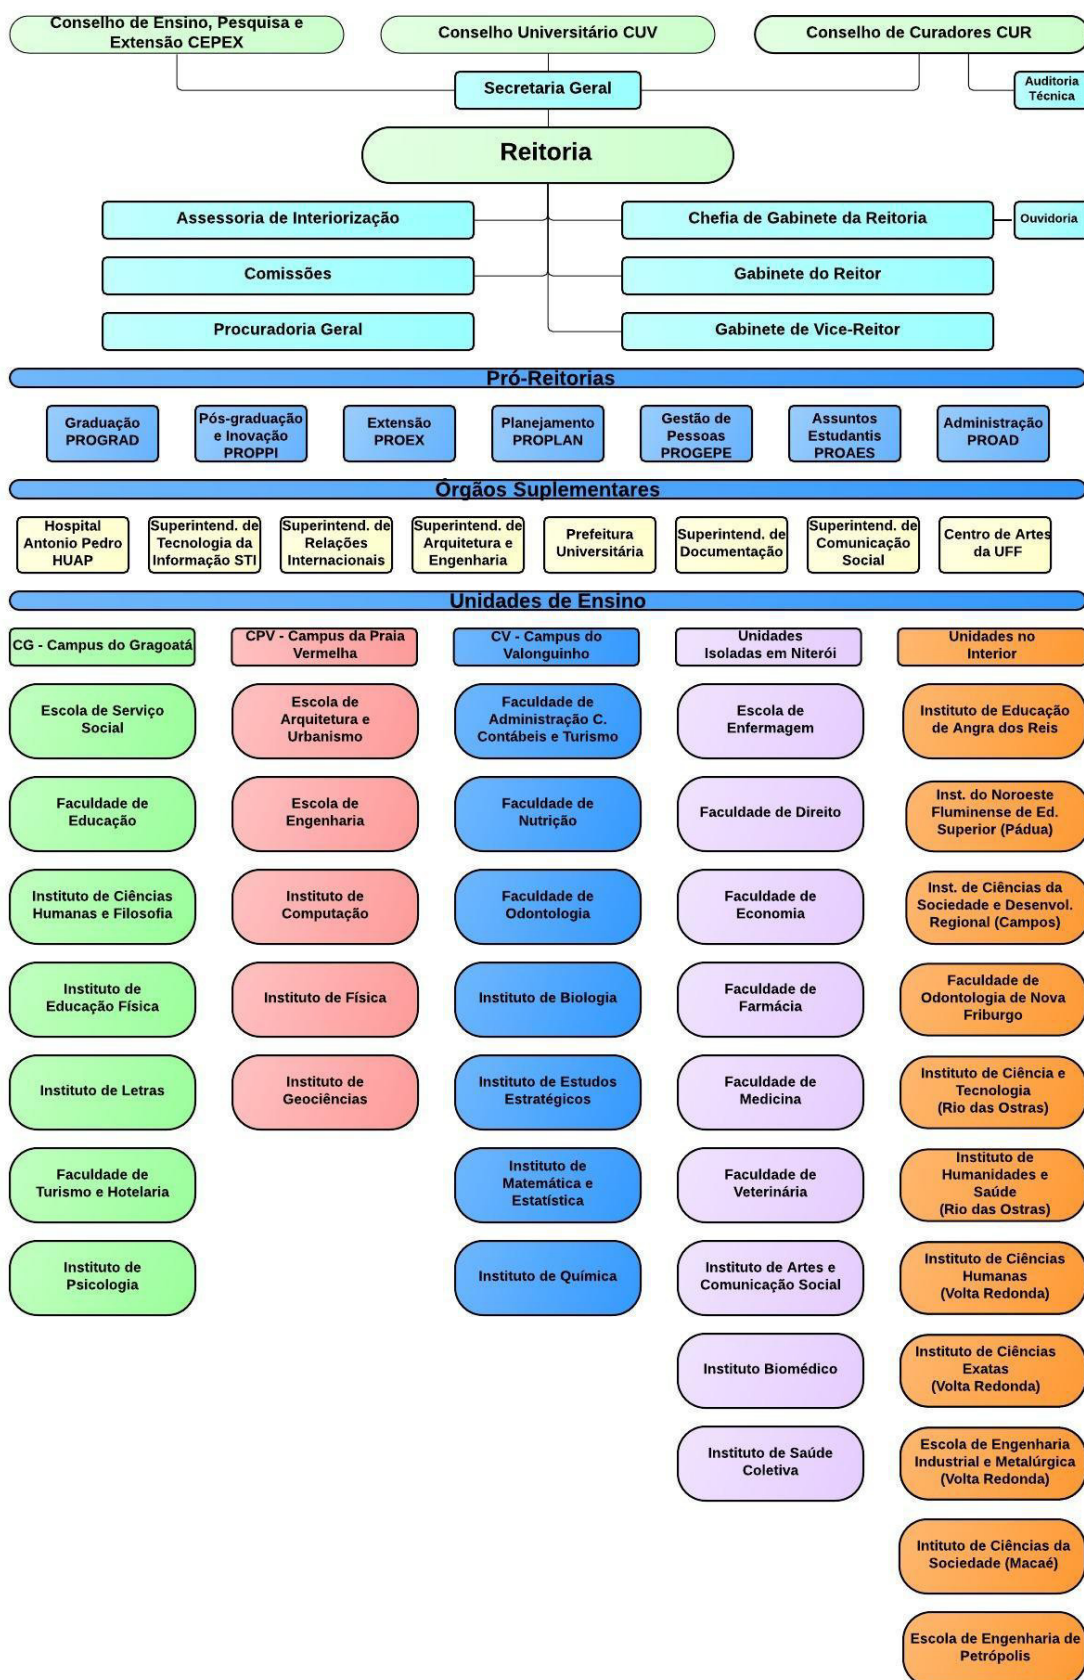 Conselho de Ensino, Pesquisa e
Extensão CEPEX
Conselho Universitário CUV
Conselho de Curadores CUR
Secretaria Geral
Auditoria
Técnica
Reitoria
Assessoria de Interiorização
Chefia de Gabinete da Reitoria
Ouvidoria
Comissões
Gabinete do Reitor
Procuradoria Geral
Gabinete de Vice-Reitor
Pró-Reitorias
Graduação
PROGRAD
Pós-graduação
e Inovação
PROPPI
Extensão
PROEX
Planejamento
PROPLAN
Gestão de
Pessoas
PROGEPE
Assuntos
Estudantis
PROAES
Administração
PROAD
Órgãos Suplementares
Hospital
Antonio Pedro
HUAP
Superintend. de
Tecnologia da
Informação STI
Superintend. de
Relações
Internacionais
Superintend. de
Arquitetura e
Engenharia
Prefeitura
Universitária
Superintend. de
Documentação
Superintend. de
Comunicação
Social
Centro de Artes
da UFF
Unidades de Ensino
CG - Campus do Gragoatá
Escola de Serviço
Social
Faculdade de
Educação
Instituto de Ciências
Humanas e Filosofia
Instituto de
Educação Física
Instituto de Letras
Faculdade de
Turismo e Hotelaria
Instituto de
Psicologia
CPV - Campus da Praia
Vermelha
Escola de
Arquitetura e
Urbanismo
Escola de
Engenharia
Instituto de
Computação
Instituto de Física
Instituto de
Geociências
CV - Campus do
Valonguinho
Faculdade de
Administração C.
Contábeis e Turismo
Faculdade de
Nutrição
Faculdade de
Odontologia
Instituto de Biologia
Instituto de Estudos
Estratégicos
Instituto de
Matemática e
Estatística
Instituto de Química
Unidades
Isoladas em Niterói
Escola de
Enfermagem
Faculdade de Direito
Faculdade de
Economia
Faculdade de
Farmácia
Faculdade de
Medicina
Faculdade de
Veterinária
Instituto de Artes e
Comunicação Social
Instituto Biomédico
Instituto de Saúde
Coletiva
Unidades no
Interior
Instituto de Educação
de Angra dos Reis
Inst. do Noroeste
Fluminense de Ed.
Superior (Pádua)
Inst. de Ciências da
Sociedade e Desenvol.
Regional (Campos)
Faculdade de
Odontologia de Nova
Friburgo
Instituto de Ciência e
Tecnologia
(Rio das Ostras)
Instituto de
Humanidades e
Saúde
(Rio das Ostras)
Instituto de Ciências
Humanas
(Volta Redonda)
Instituto de Ciências
Exatas
(Volta Redonda)
Escola de Engenharia
Industrial e Metalúrgica
(Volta Redonda)
Intituto de Ciências da
Sociedade (Macaé)
Escola de Engenharia de
Petrópolis